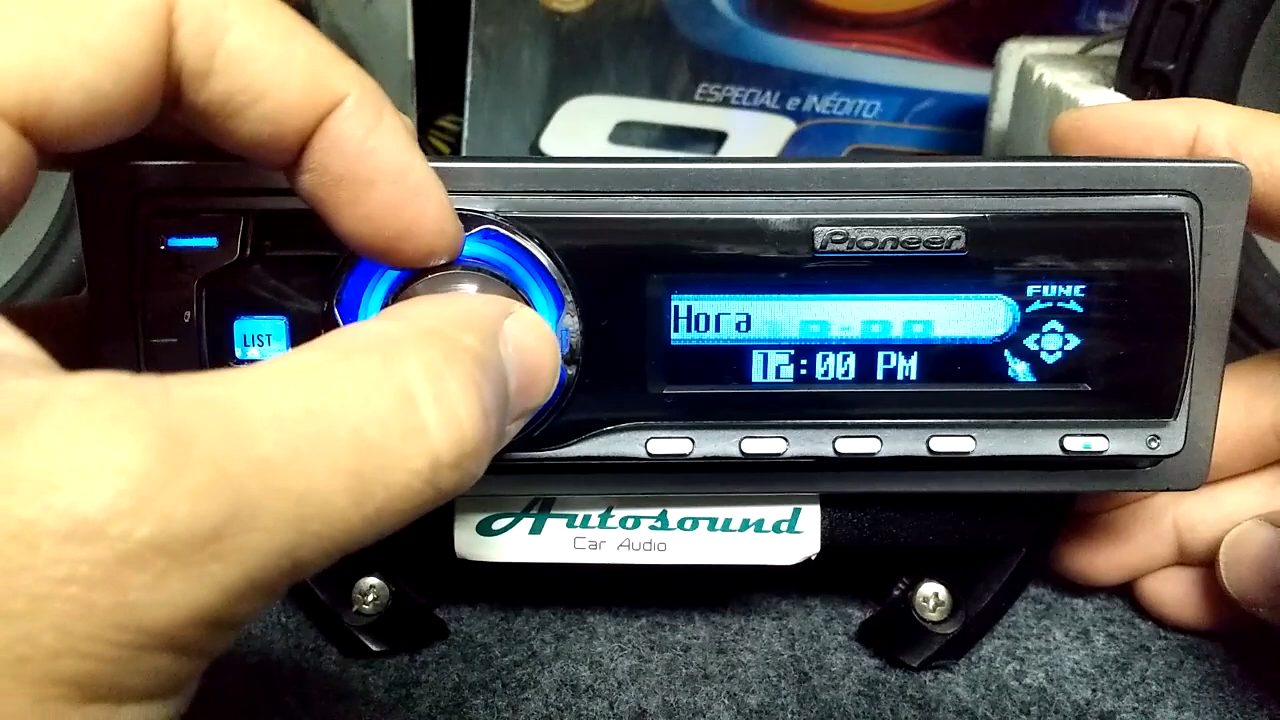 ESPECIAL e INÉDITO
Pioneer
LIST
FUNC
Hora
12:00 PM
Autosound
Car Audio